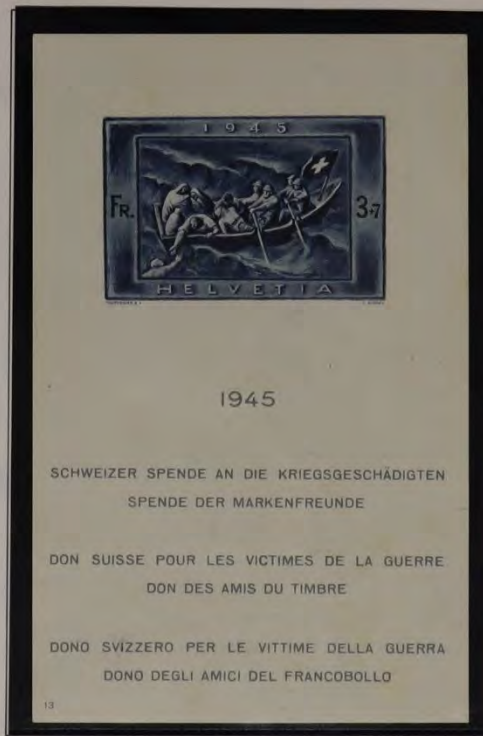 1945
FR. 3+7
HELVETIA
1945
SCHWEIZER SPENDE AN DIE KRIEGSGESCHÄDIGTEN
SPENDE DER MARKENFREUNDE
DON SUISSE POUR LES VICTIMES DE LA GUERRE
DON DES AMIS DU TIMBRE
DONO SVIZZERO PER LE VITTIME DELLA GUERRA
DONO DEGLI AMICI DEL FRANCOBOLLO
13